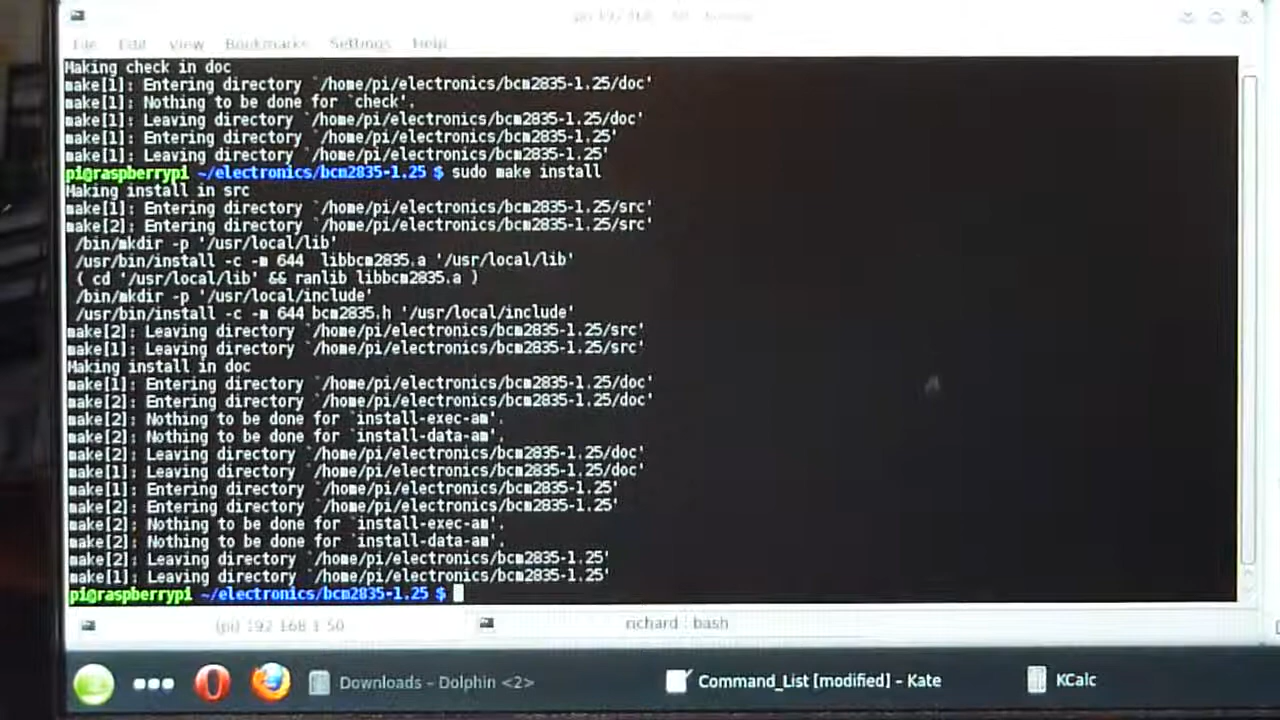 File Edit View Bookmarks Settings Help
Making check in doc
make[1]: Entering directory `/home/pi/electronics/bcm2835-1.25/doc'
make[1]: Nothing to be done for `check'.
make[1]: Leaving directory `/home/pi/electronics/bcm2835-1.25/doc'
make[1]: Entering directory `/home/pi/electronics/bcm2835-1.25'
make[1]: Leaving directory `/home/pi/electronics/bcm2835-1.25'
pi@raspberrypi ~/electronics/bcm2835-1.25 $ sudo make install
Making install in src
make[1]: Entering directory `/home/pi/electronics/bcm2835-1.25/src'
make[2]: Entering directory `/home/pi/electronics/bcm2835-1.25/src'
/bin/mkdir -p '/usr/local/lib'
/usr/bin/install -c -m 644  libbcm2835.a '/usr/local/lib'
( cd '/usr/local/lib' && ranlib libbcm2835.a )
/bin/mkdir -p '/usr/local/include'
/usr/bin/install -c -m 644 bcm2835.h '/usr/local/include'
make[2]: Leaving directory `/home/pi/electronics/bcm2835-1.25/src'
make[1]: Leaving directory `/home/pi/electronics/bcm2835-1.25/src'
Making install in doc
make[1]: Entering directory `/home/pi/electronics/bcm2835-1.25/doc'
make[2]: Entering directory `/home/pi/electronics/bcm2835-1.25/doc'
make[2]: Nothing to be done for `install-exec-am'.
make[2]: Nothing to be done for `install-data-am'.
make[2]: Leaving directory `/home/pi/electronics/bcm2835-1.25/doc'
make[1]: Leaving directory `/home/pi/electronics/bcm2835-1.25/doc'
make[1]: Entering directory `/home/pi/electronics/bcm2835-1.25'
make[2]: Entering directory `/home/pi/electronics/bcm2835-1.25'
make[2]: Nothing to be done for `install-exec-am'.
make[2]: Nothing to be done for `install-data-am'.
make[2]: Leaving directory `/home/pi/electronics/bcm2835-1.25'
make[1]: Leaving directory `/home/pi/electronics/bcm2835-1.25'
pi@raspberrypi ~/electronics/bcm2835-1.25 $
(pi) 192.168.1.50 richard : bash
Downloads – Dolphin <2> Command_List [modified] – Kate KCalc